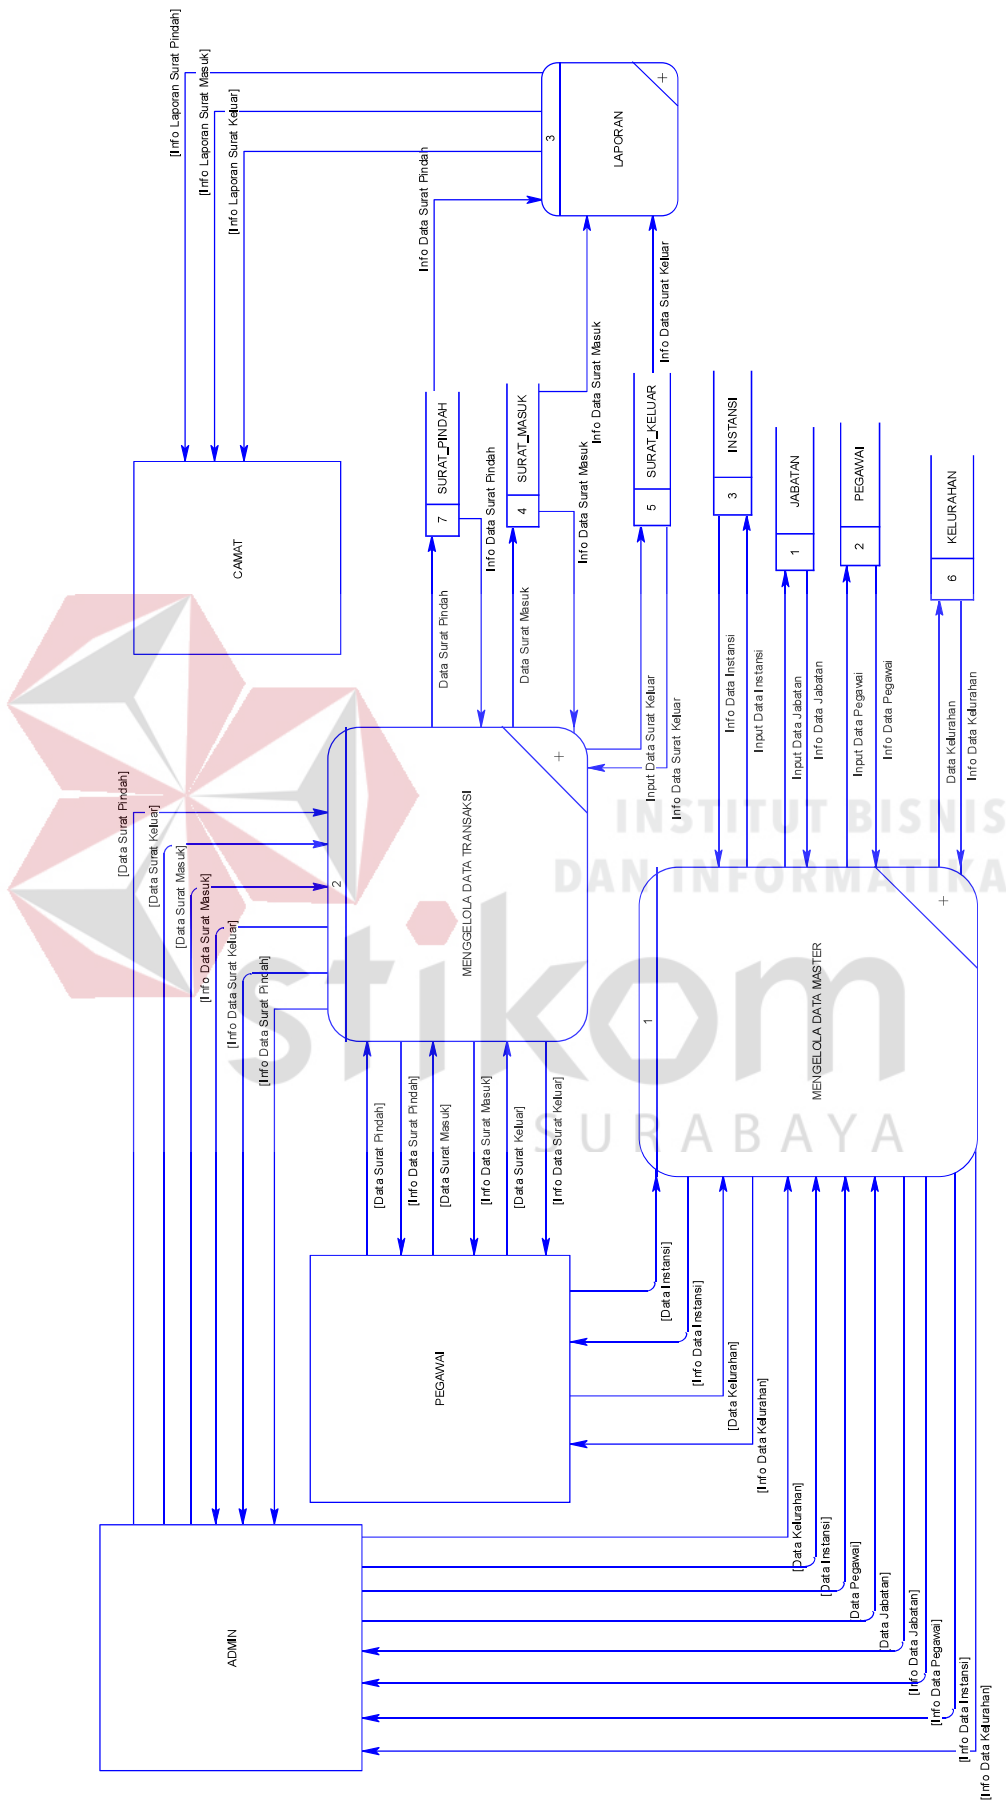 ADMIN
[Data Surat Pindah]
[Data Surat Keluar]
[Data Surat Masuk]
[Info Data Surat Masuk]
[Info Data Surat Keluar]
[Info Data Surat Pindah]
[Data Kelurahan]
[Data Instansi]
[Data Pegawai]
[Data Jabatan]
[Info Data Jabatan]
[Info Data Pegawai]
[Info Data Instansi]
[Info Data Kelurahan]
PEGAWAI
[Data Surat Pindah]
[Info Data Surat Pindah]
[Data Surat Masuk]
[Info Data Surat Masuk]
[Data Surat Keluar]
[Info Data Surat Keluar]
[Data Instansi]
[Info Data Instansi]
[Data Kelurahan]
[Info Data Kelurahan]
2
MENGGELOLA DATA TRANSAKSI
+
1
MENGELOLA DATA MASTER
+
CAMAT
[Info Laporan Surat Pindah]
[Info Laporan Surat Masuk]
[Info Laporan Surat Keluar]
Data Surat Pindah
Info Data Surat Pindah
Data Surat Masuk
Info Data Surat Masuk
Input Data Surat Keluar
Info Data Surat Keluar
Info Data Instansi
Input Data Instansi
Input Data Jabatan
Info Data Jabatan
Input Data Pegawai
Info Data Pegawai
Data Kelurahan
Info Data Kelurahan
7 SURAT_PINDAH
4 SURAT_MASUK
5 SURAT_KELUAR
3 INSTANSI
1 JABATAN
2 PEGAWAI
6 KELURAHAN
Info Data Surat Pindah
Info Data Surat Masuk
Info Data Surat Keluar
3
LAPORAN
+
INSTITUT BISNIS
DAN INFORMATIKA
stikom
SURABAYA